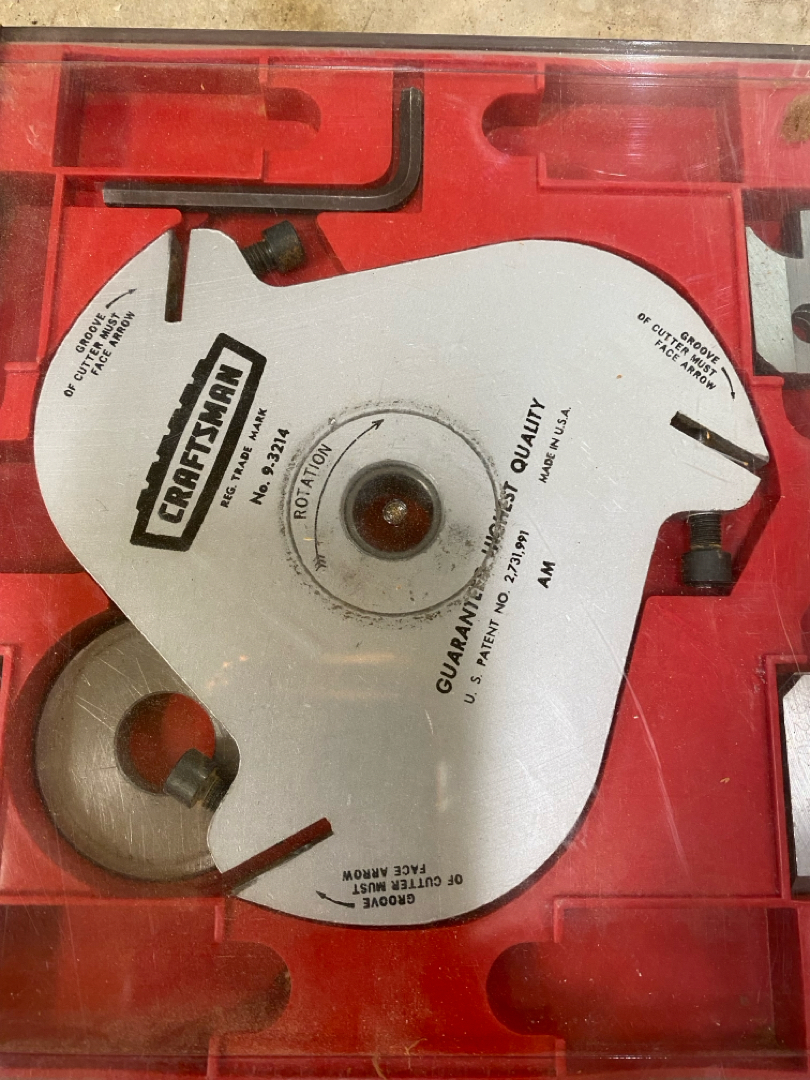 GROOVE
OF CUTTER MUST
FACE ARROW
CRAFTSMAN
REG. TRADE MARK
No. 9-3214
ROTATION
GUARANTEED HIGHEST QUALITY
MADE IN U.S.A.
U. S. PATENT NO. 2,731,991
AM
GROOVE
OF CUTTER MUST
FACE ARROW
GROOVE
OF CUTTER MUST
FACE ARROW